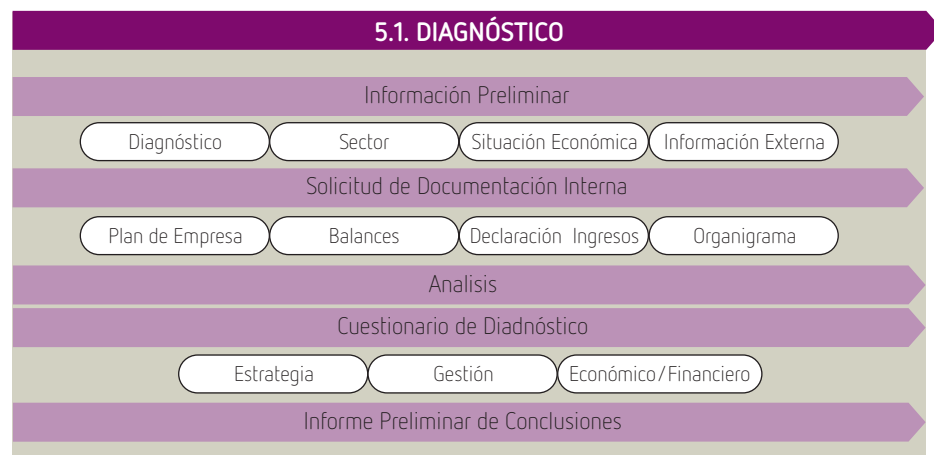 5.1. DIAGNÓSTICO
Información Preliminar
Diagnóstico Sector Situación Económica Información Externa
Solicitud de Documentación Interna
Plan de Empresa Balances Declaración Ingresos Organigrama
Analisis
Cuestionario de Diadnóstico
Estrategia Gestión Económico/Financiero
Informe Preliminar de Conclusiones